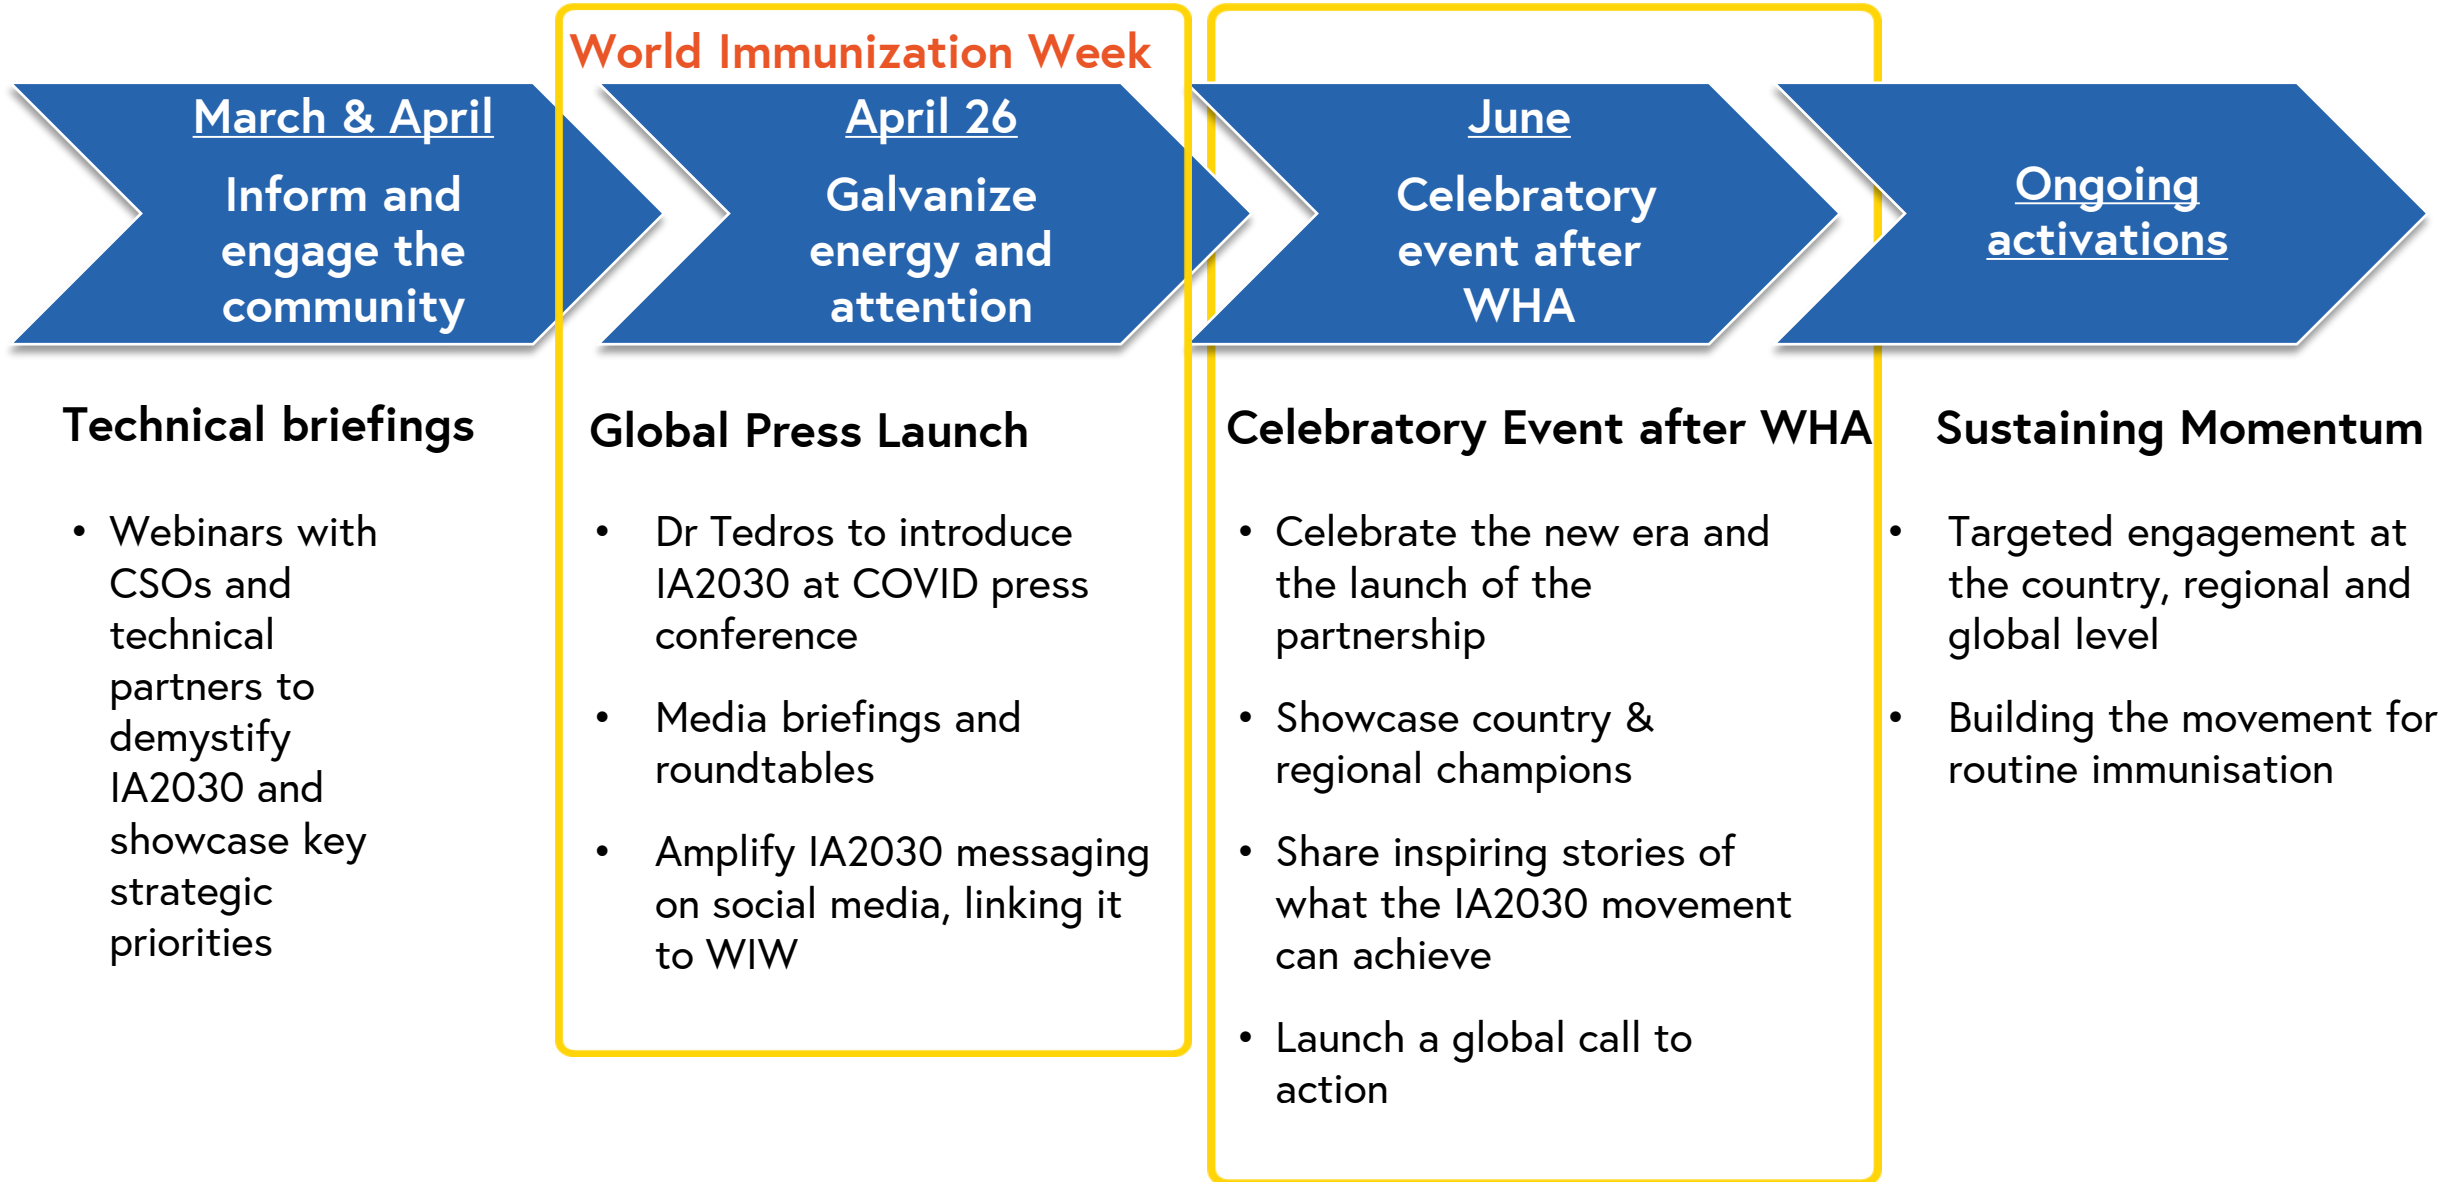 World Immunization Week
March & April
Inform and
engage the
community
April 26
Galvanize
energy and
attention
June
Celebratory
event after
WHA
Ongoing
activations
Technical briefings
• Webinars with
CSOs and
technical
partners to
demystify
IA2030 and
showcase key
strategic
priorities
Global Press Launch
• Dr Tedros to introduce
IA2030 at COVID press
conference
• Media briefings and
roundtables
• Amplify IA2030 messaging
on social media, linking it
to WIW
Celebratory Event after WHA
• Celebrate the new era and
the launch of the
partnership
• Showcase country &
regional champions
• Share inspiring stories of
what the IA2030 movement
can achieve
• Launch a global call to
action
Sustaining Momentum
• Targeted engagement at
the country, regional and
global level
• Building the movement for
routine immunisation